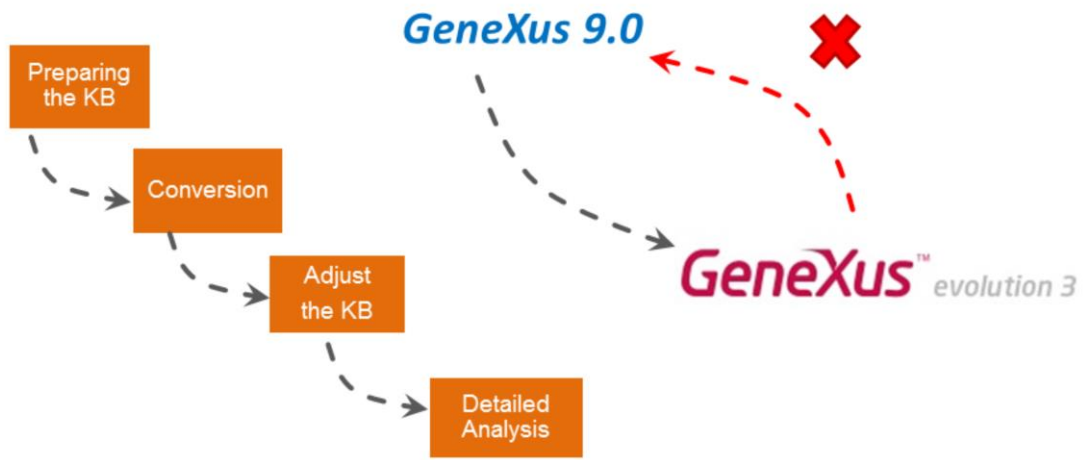 GeneXus 9.0
Preparing
the KB
Conversion
Adjust
the KB
Detailed
Analysis
GeneXus™ evolution 3